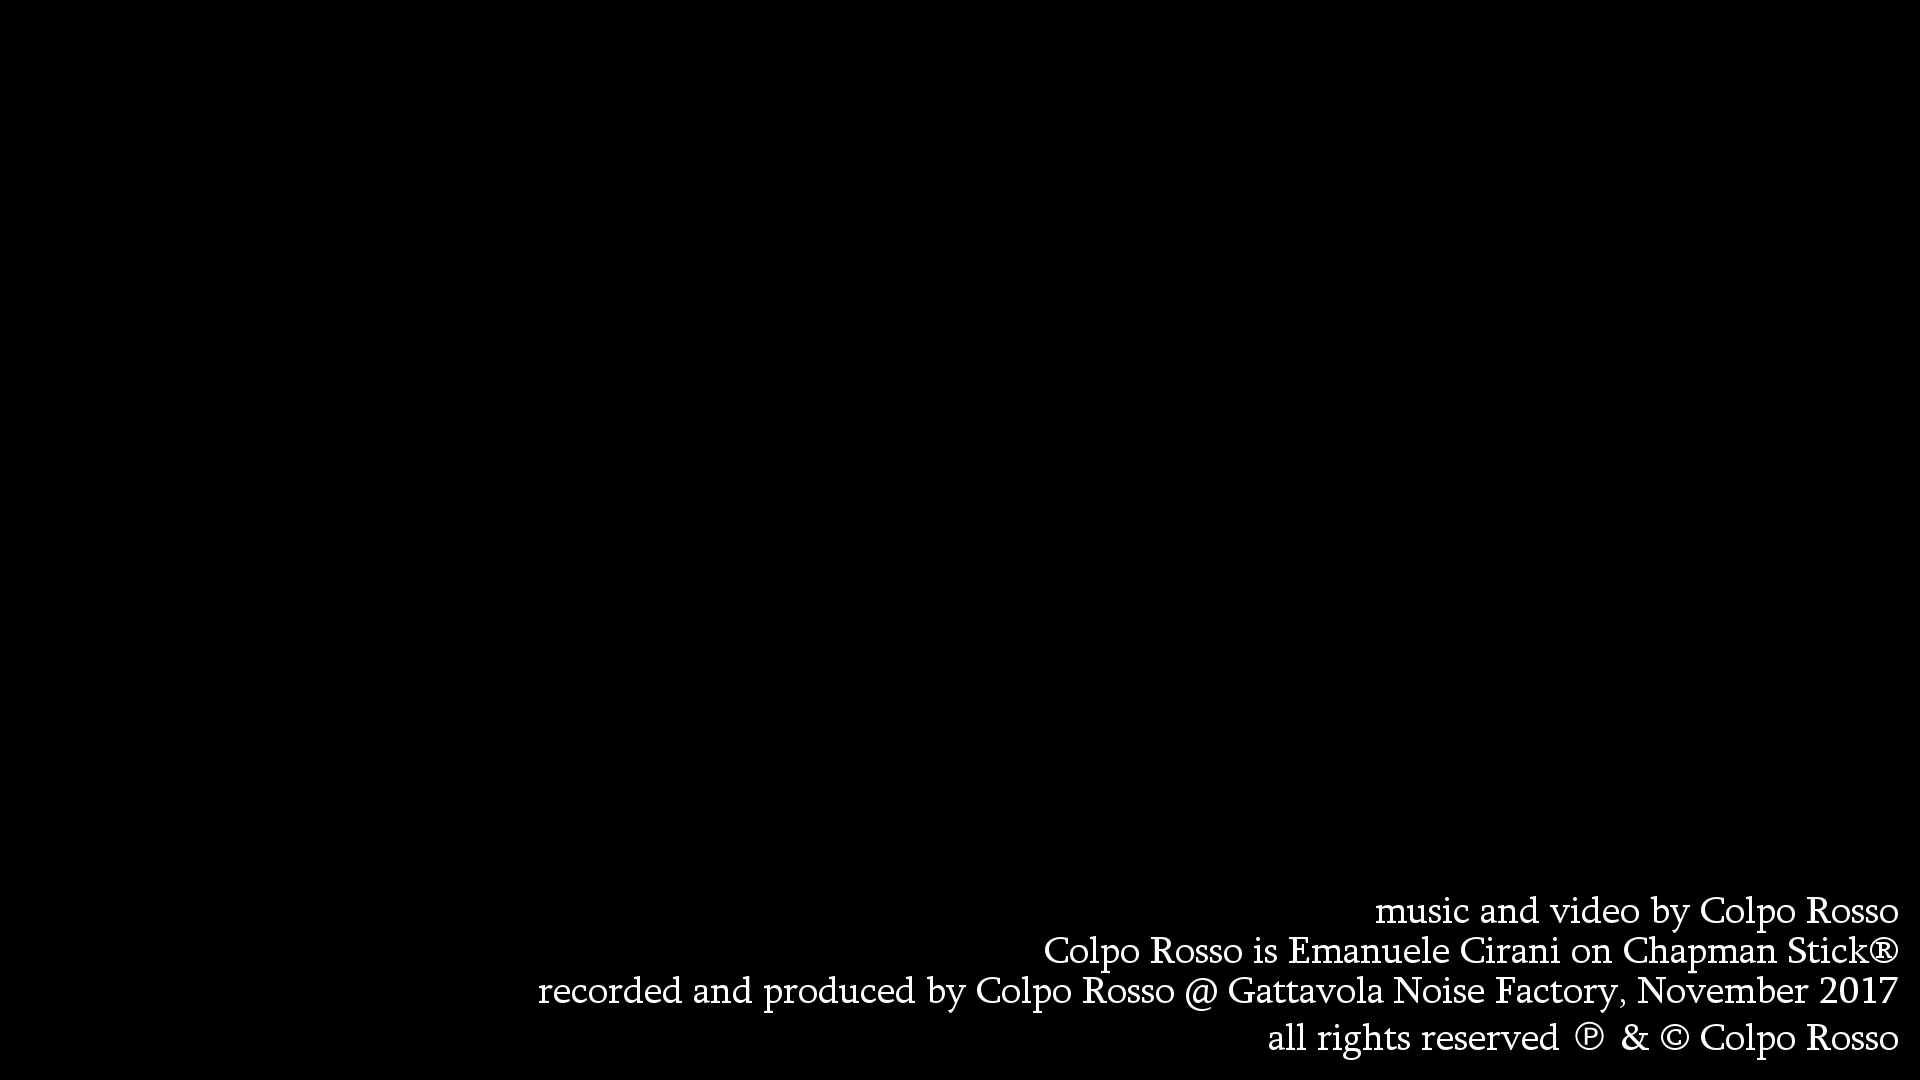 music and video by Colpo Rosso
Colpo Rosso is Emanuele Cirani on Chapman Stick®
recorded and produced by Colpo Rosso @ Gattavola Noise Factory, November 2017
all rights reserved ℗ & © Colpo Rosso